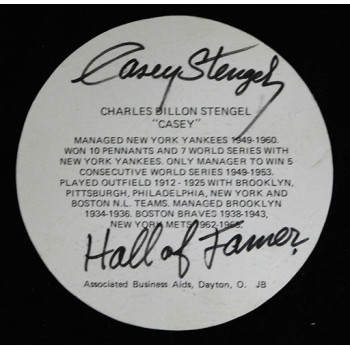 Casey Stengel
CHARLES DILLON STENGEL
"CASEY"
MANAGED NEW YORK YANKEES 1949-1960.
WON 10 PENNANTS AND 7 WORLD SERIES WITH
NEW YORK YANKEES. ONLY MANAGER TO WIN 5
CONSECUTIVE WORLD SERIES 1949-1953.
PLAYED OUTFIELD 1912 - 1925 WITH BROOKLYN,
PITTSBURGH, PHILADELPHIA, NEW YORK AND
BOSTON N.L. TEAMS. MANAGED BROOKLYN
1934-1936. BOSTON BRAVES 1938-1943,
NEW YORK METS 1962-1965.
Hall of Famer.
Associated Business Aids, Dayton, O. JB